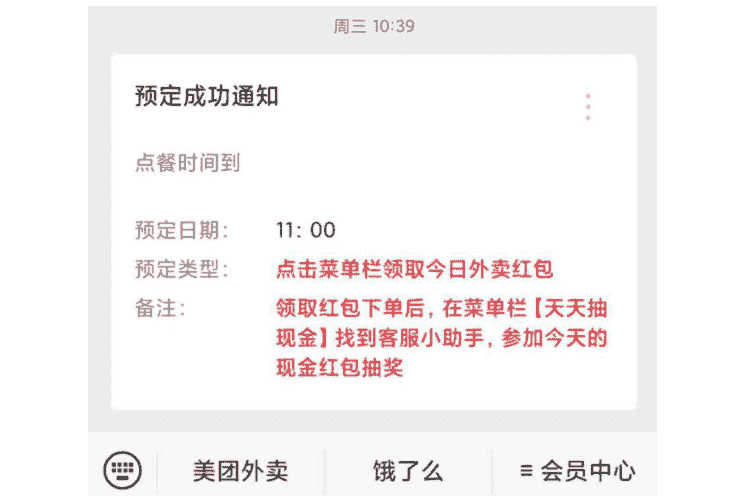 周三 10:39
预定成功通知
点餐时间到
预定日期： 11：00
预定类型： 点击菜单栏领取今日外卖红包
备注： 领取红包下单后，在菜单栏【天天抽
现金】找到客服小助手，参加今天的
现金红包抽奖
美团外卖 饿了么 ≡ 会员中心